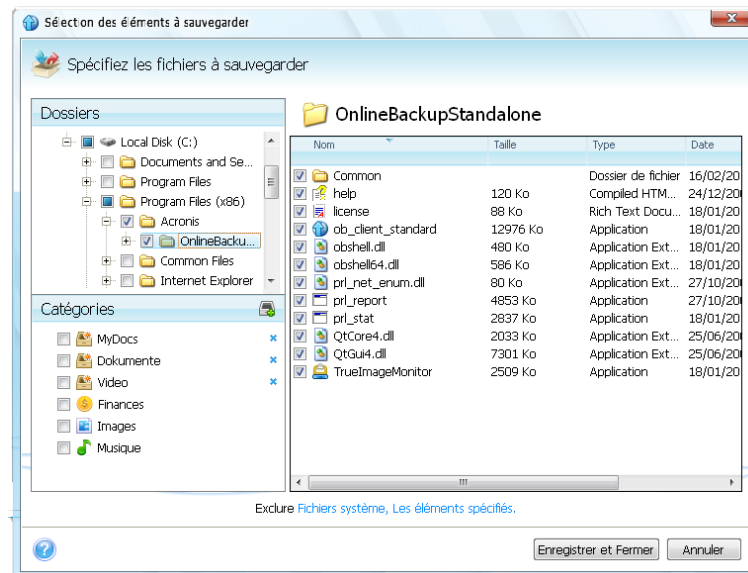 Sélection des éléments à sauvegarder
Spécifiez les fichiers à sauvegarder
Dossiers
Local Disk (C:)
Documents and Se...
Program Files
Program Files (x86)
Acronis
OnlineBacku...
Common Files
Internet Explorer
Catégories
MyDocs
Dokumente
Video
Finances
Images
Musique
OnlineBackupStandalone
Nom Taille Type Date
Common Dossier de fichier 16/02/20
help 120 Ko Compiled HTM... 24/12/20
license 88 Ko Rich Text Docu... 18/01/20
ob_client_standard 12976 Ko Application 18/01/20
obshell.dll 480 Ko Application Ext... 18/01/20
obshell64.dll 586 Ko Application Ext... 18/01/20
prl_net_enum.dll 80 Ko Application Ext... 27/10/20
prl_report 4853 Ko Application 27/10/20
prl_stat 2837 Ko Application 18/01/20
QtCore4.dll 2033 Ko Application Ext... 25/06/20
QtGui4.dll 7301 Ko Application Ext... 25/06/20
TrueImageMonitor 2509 Ko Application 18/01/20
Exclure Fichiers système, Les éléments spécifiés.
Enregistrer et Fermer Annuler